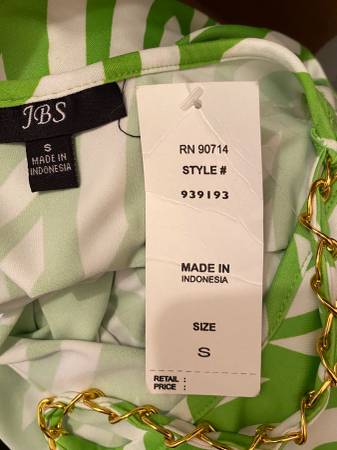 JBS
S
MADE IN
INDONESIA
RN 90714
STYLE #
939193
MADE IN
INDONESIA
SIZE
S
RETAIL :
PRICE :